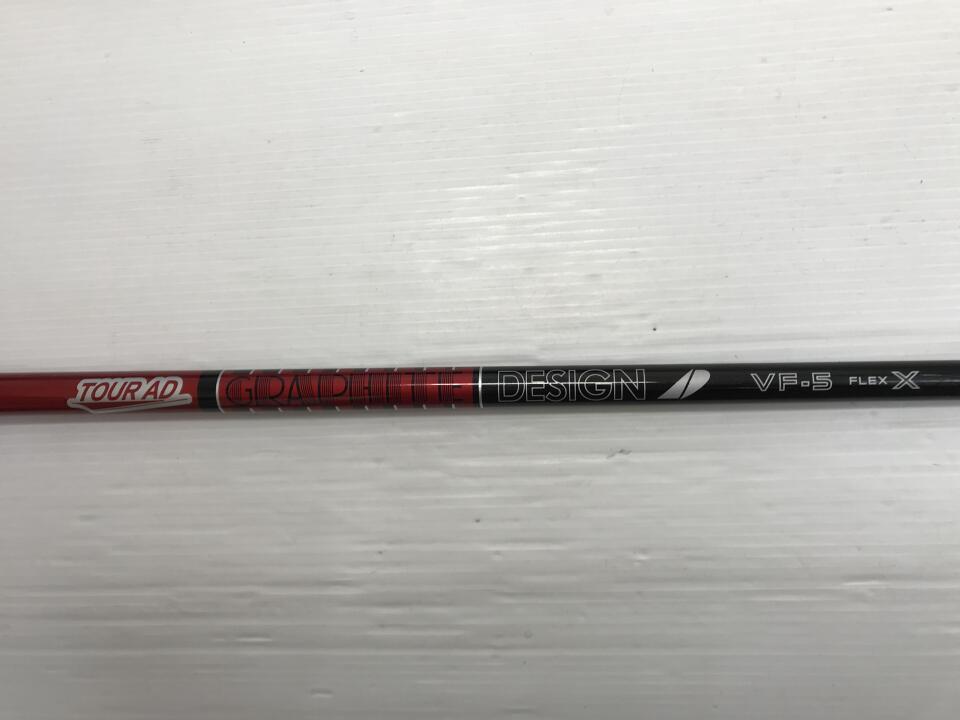 TOUR AD GRAPHITE DESIGN VF-5 FLEX X